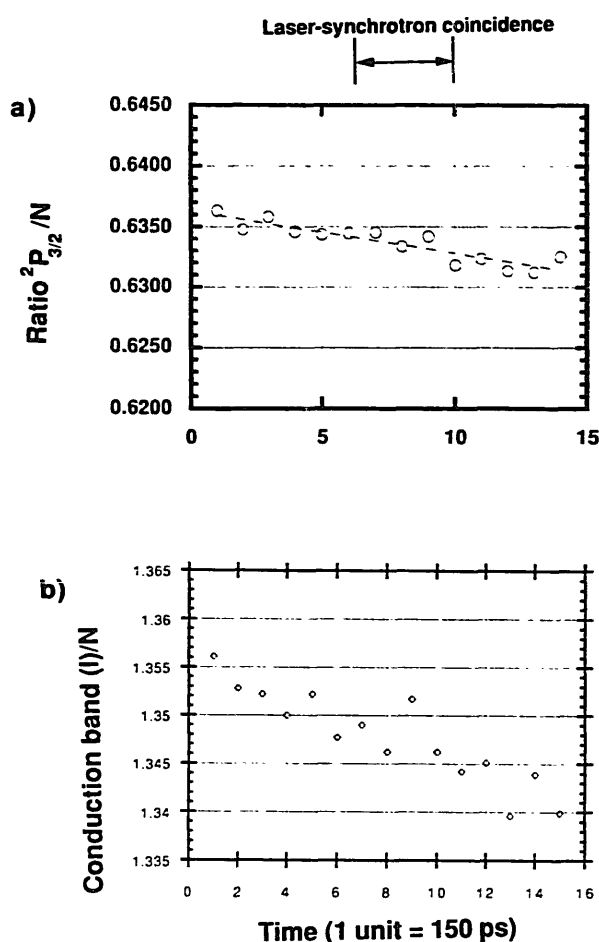 Laser-synchrotron coincidence
a)
0.6450
0.6400
0.6350
0.6300
0.6250
0.6200
Ratio ²P₃/₂ /N
0 5 10 15
b)
1.365
1.36
1.355
1.35
1.345
1.34
1.335
Conduction band (I)/N
0 2 4 6 8 10 12 14 16
Time (1 unit = 150 ps)